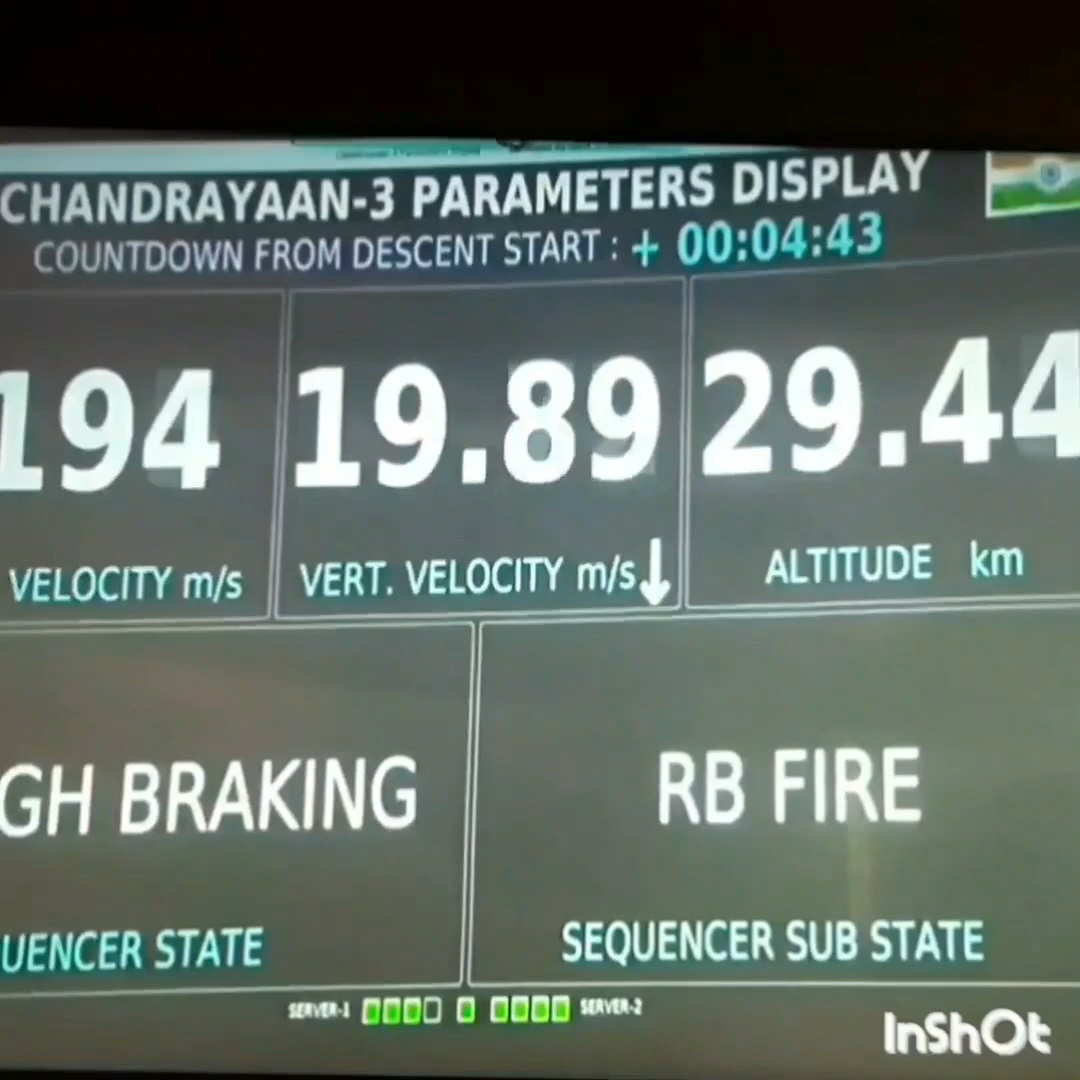 CHANDRAYAAN-3 PARAMETERS DISPLAY
COUNTDOWN FROM DESCENT START : + 00:04:43
194 19.89 29.44
VELOCITY m/s VERT. VELOCITY m/s↓ ALTITUDE km
GH BRAKING RB FIRE
UENCER STATE SEQUENCER SUB STATE
SERVER-1 SERVER-2
InShOt